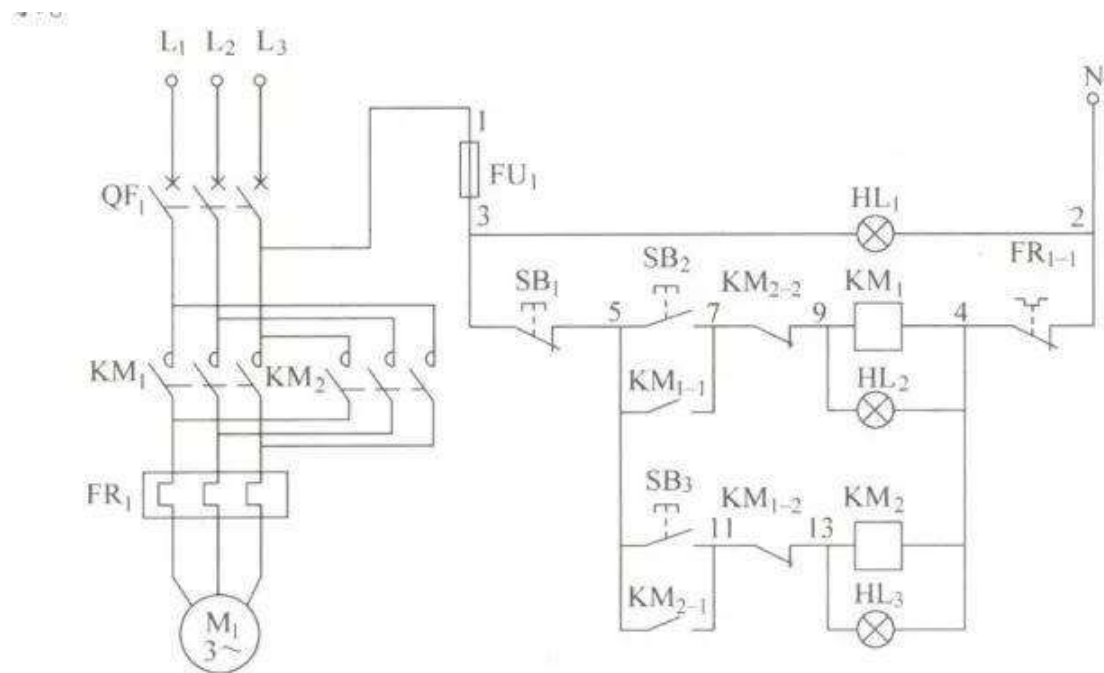 L₁ L₂ L₃
N
1
FU₁
QF₁
3
HL₁
2
SB₁
SB₂
KM₂₋₂
KM₁
FR₁₋₁
5
7
9
4
KM₁
KM₂
KM₁₋₁
HL₂
FR₁
SB₃
KM₁₋₂
KM₂
11
13
KM₂₋₁
HL₃
M₁
3~